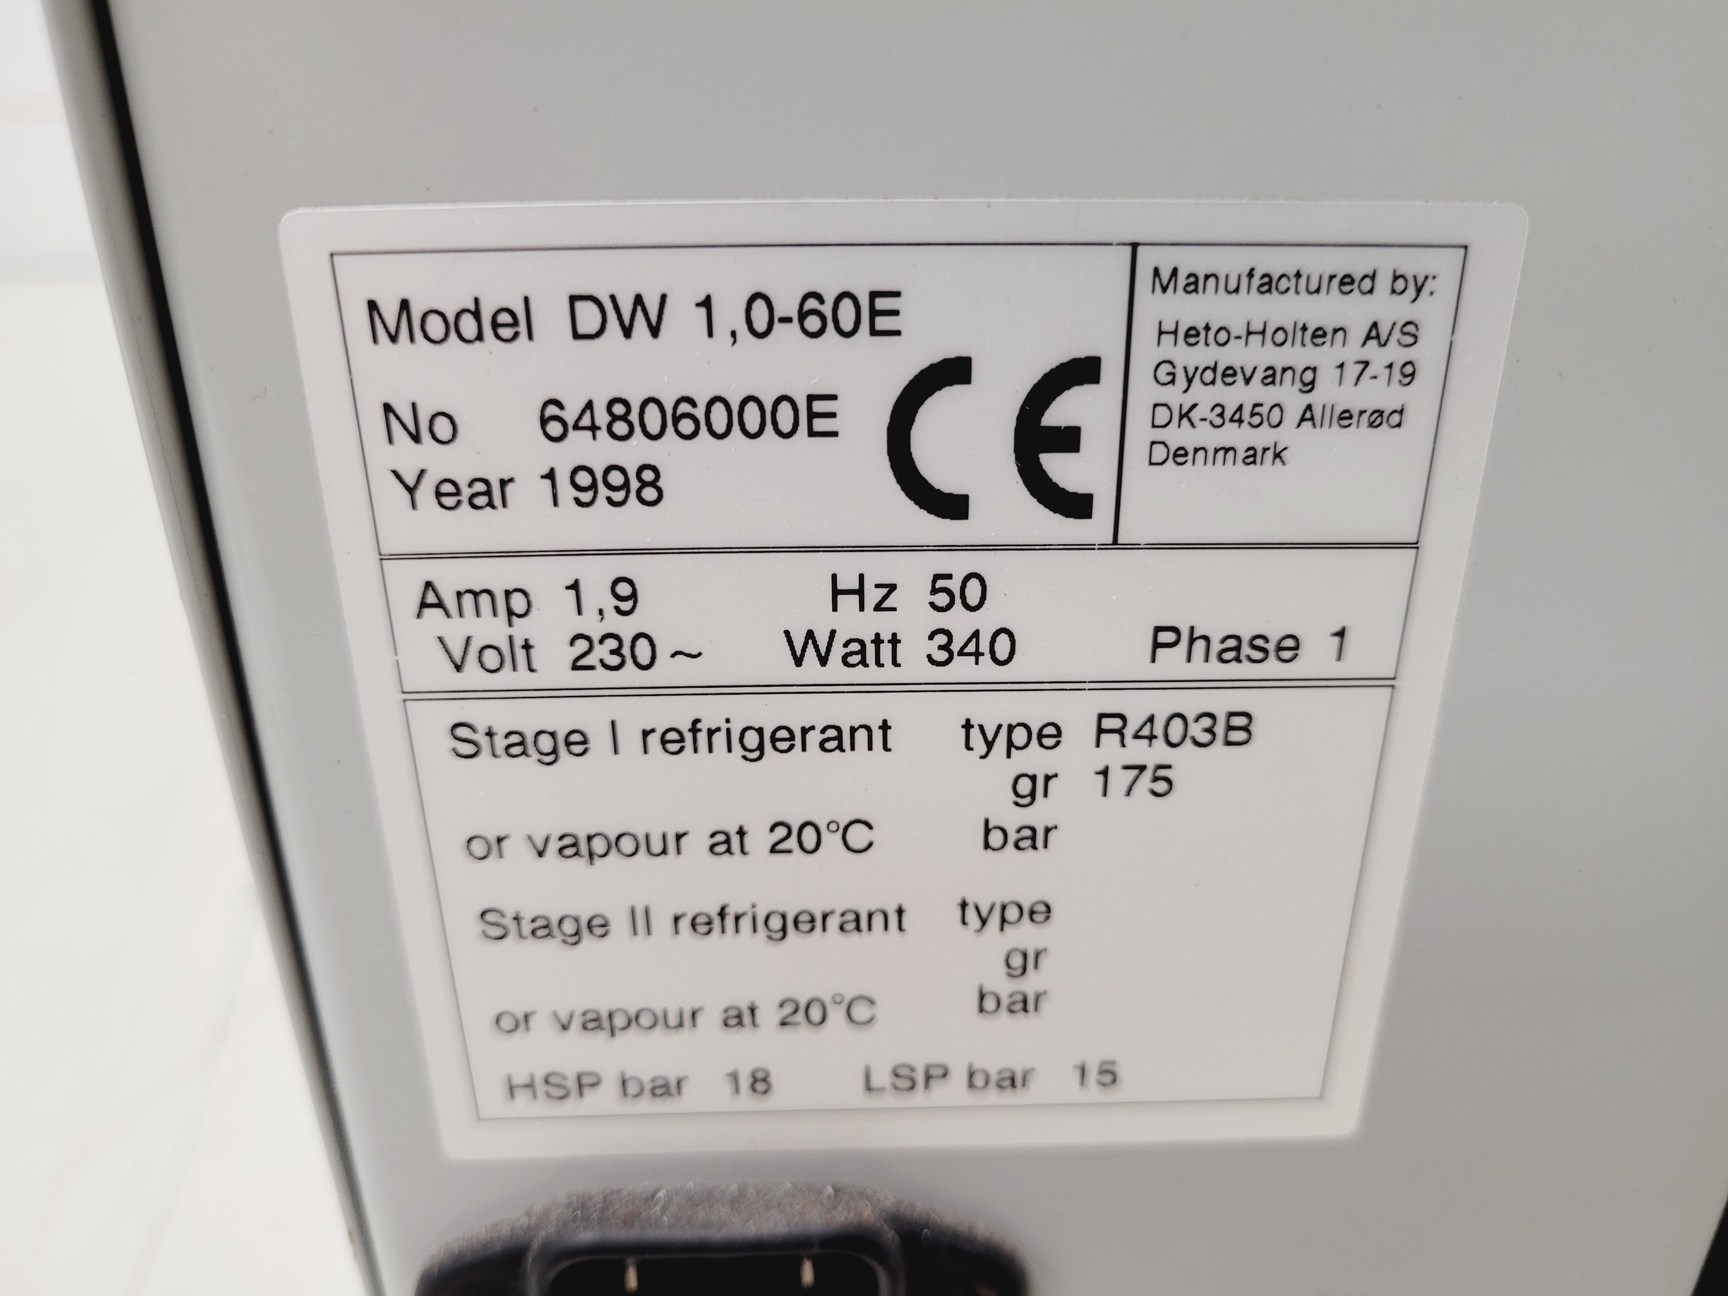 Model DW 1,0-60E
No 64806000E
Year 1998
CE
Manufactured by:
Heto-Holten A/S
Gydevang 17-19
DK-3450 Allerød
Denmark
Amp 1,9 Hz 50
Volt 230~ Watt 340 Phase 1
Stage I refrigerant type R403B
gr 175
or vapour at 20°C bar
Stage II refrigerant type
gr
or vapour at 20°C bar
HSP bar 18 LSP bar 15